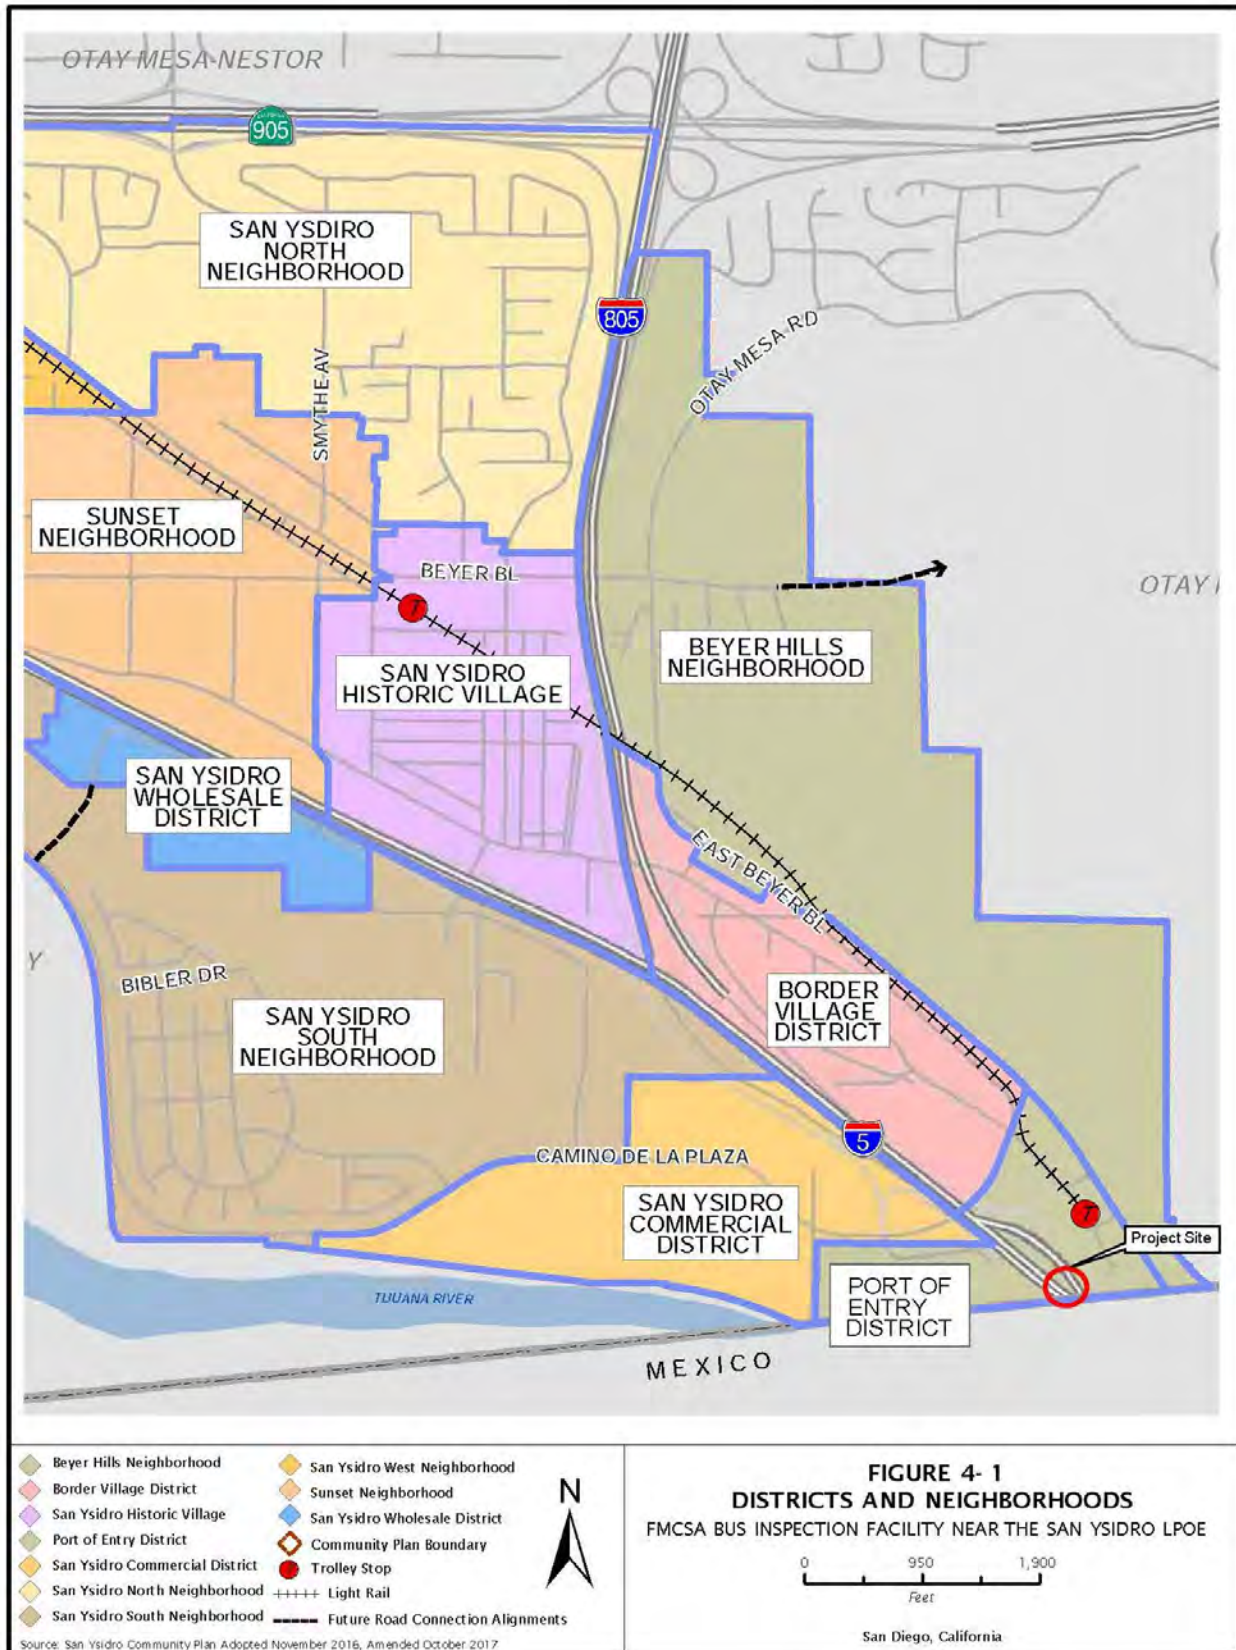 OTAY MESA-NESTOR
905
SAN YSDIRO
NORTH
NEIGHBORHOOD
805
OTAY MESA RD
SMYTHE AV
SUNSET
NEIGHBORHOOD
BEYER BL
OTAY
BEYER HILLS
NEIGHBORHOOD
SAN YSIDRO
HISTORIC VILLAGE
SAN YSIDRO
WHOLESALE
DISTRICT
EAST BEYER BL
Y
BIBLER DR
BORDER
VILLAGE
DISTRICT
SAN YSIDRO
SOUTH
NEIGHBORHOOD
5
CAMINO DE LA PLAZA
SAN YSIDRO
COMMERCIAL
DISTRICT
T
T
Project Site
PORT OF
ENTRY
DISTRICT
TIJUANA RIVER
MEXICO
Beyer Hills Neighborhood
Border Village District
San Ysidro Historic Village
Port of Entry District
San Ysidro Commercial District
San Ysidro North Neighborhood
San Ysidro South Neighborhood
San Ysidro West Neighborhood
Sunset Neighborhood
San Ysidro Wholesale District
Community Plan Boundary
T Trolley Stop
Light Rail
Future Road Connection Alignments
N
Source: San Ysidro Community Plan Adopted November 2016, Amended October 2017
FIGURE 4- 1
DISTRICTS AND NEIGHBORHOODS
FMCSA BUS INSPECTION FACILITY NEAR THE SAN YSIDRO LPOE
0 950 1,900
Feet
San Diego, California